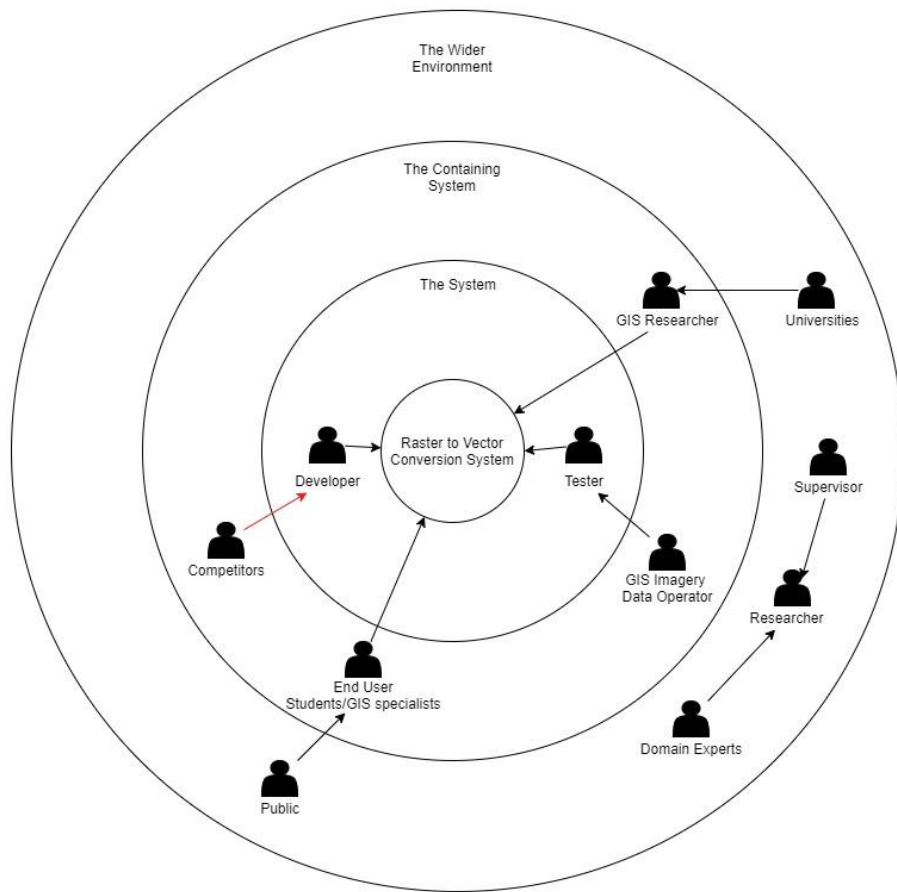 The Wider
Environment
The Containing
System
The System
GIS Researcher
Universities
Raster to Vector
Conversion System
Developer
Tester
Supervisor
Competitors
GIS Imagery
Data Operator
Researcher
End User
Students/GIS specialists
Domain Experts
Public